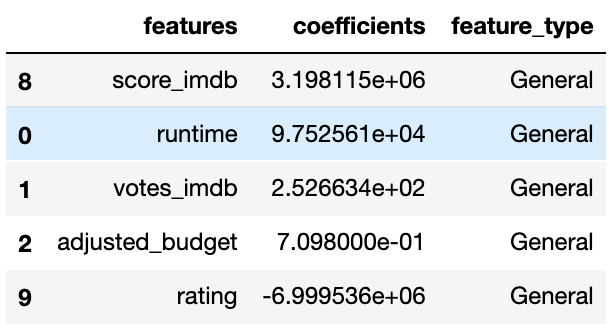 features coefficients feature_type
8 score_imdb 3.198115e+06 General
0 runtime 9.752561e+04 General
1 votes_imdb 2.526634e+02 General
2 adjusted_budget 7.098000e-01 General
9 rating -6.999536e+06 General